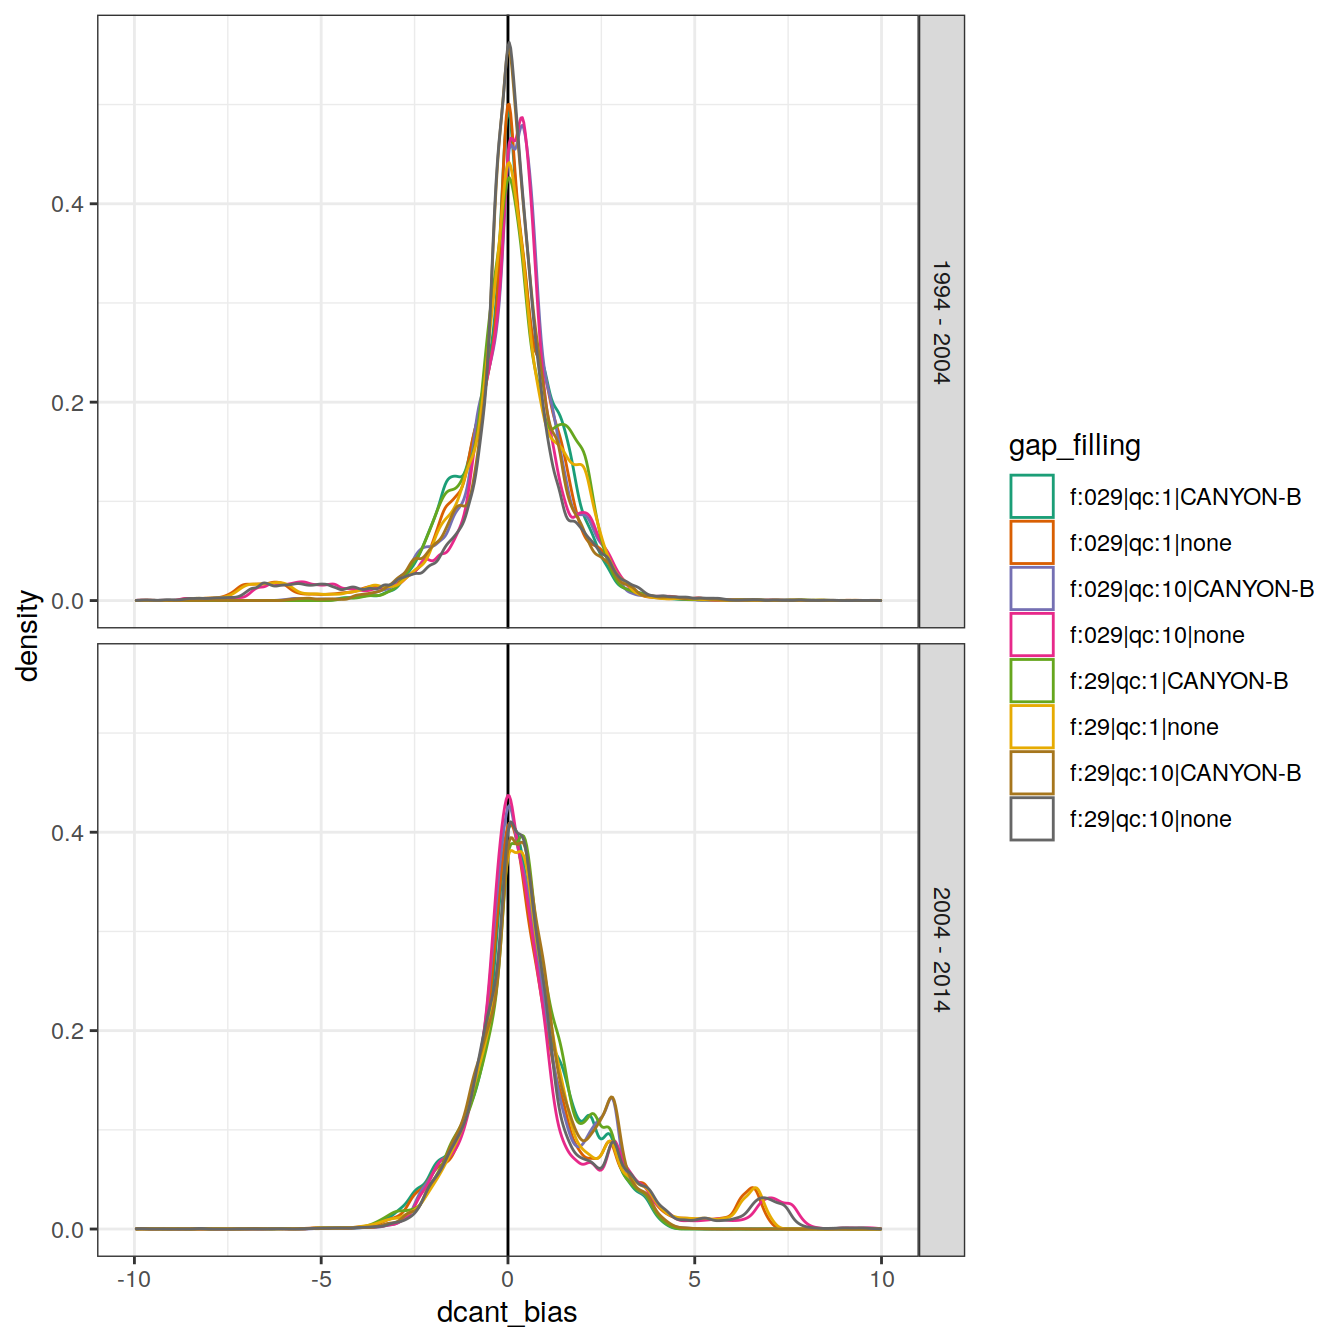 0.4
0.2
0.0
1994 - 2004
0.4
0.2
0.0
2004 - 2014
-10
-5
0
5
10
dcant_bias
density
gap_filling
f:029|qc:1|CANYON-B
f:029|qc:1|none
f:029|qc:10|CANYON-B
f:029|qc:10|none
f:29|qc:1|CANYON-B
f:29|qc:1|none
f:29|qc:10|CANYON-B
f:29|qc:10|none